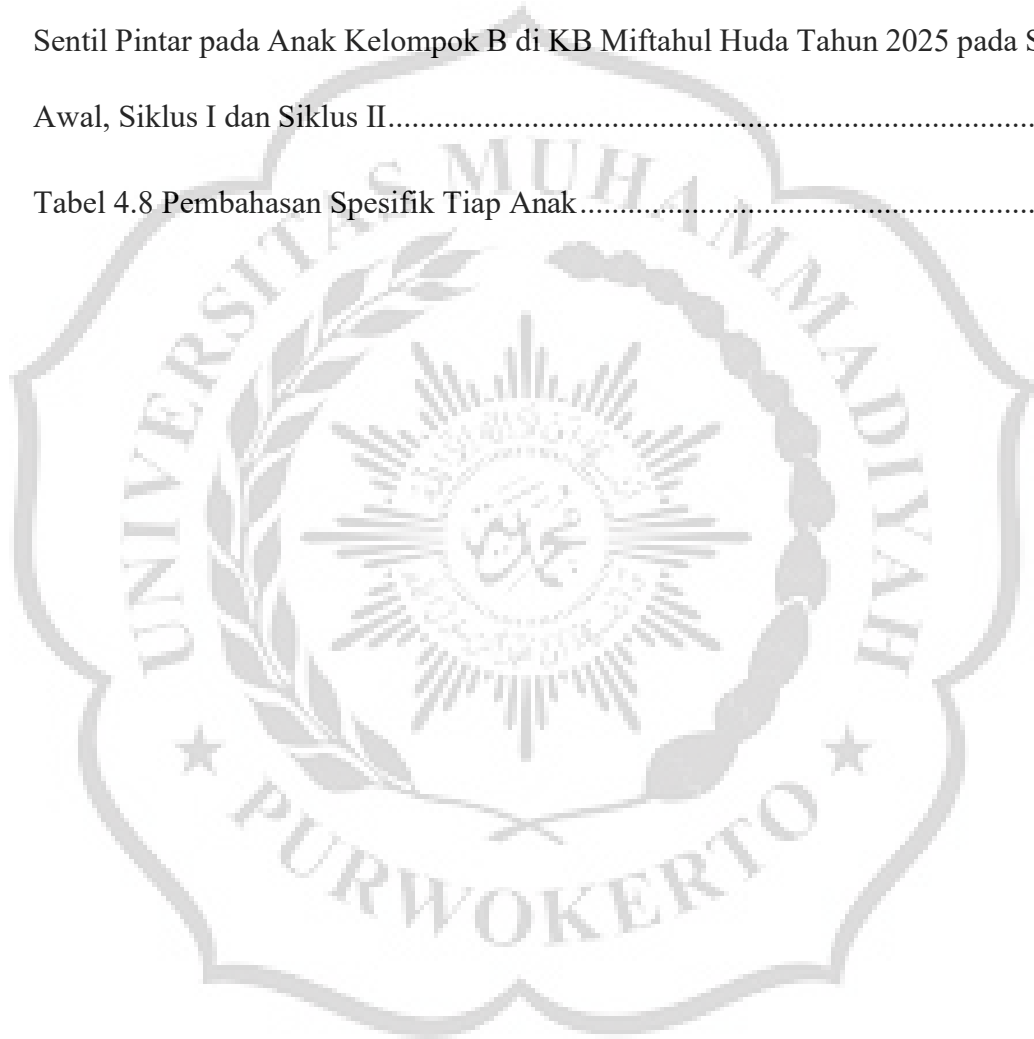 Sentil Pintar pada Anak Kelompok B di KB Miftahul Huda Tahun 2025 pada S
Awal, Siklus I dan Siklus II................................................................................
Tabel 4.8 Pembahasan Spesifik Tiap Anak.........................................................
UNIVERSITAS MUHAMMADIYAH
★ PURWOKERTO ★